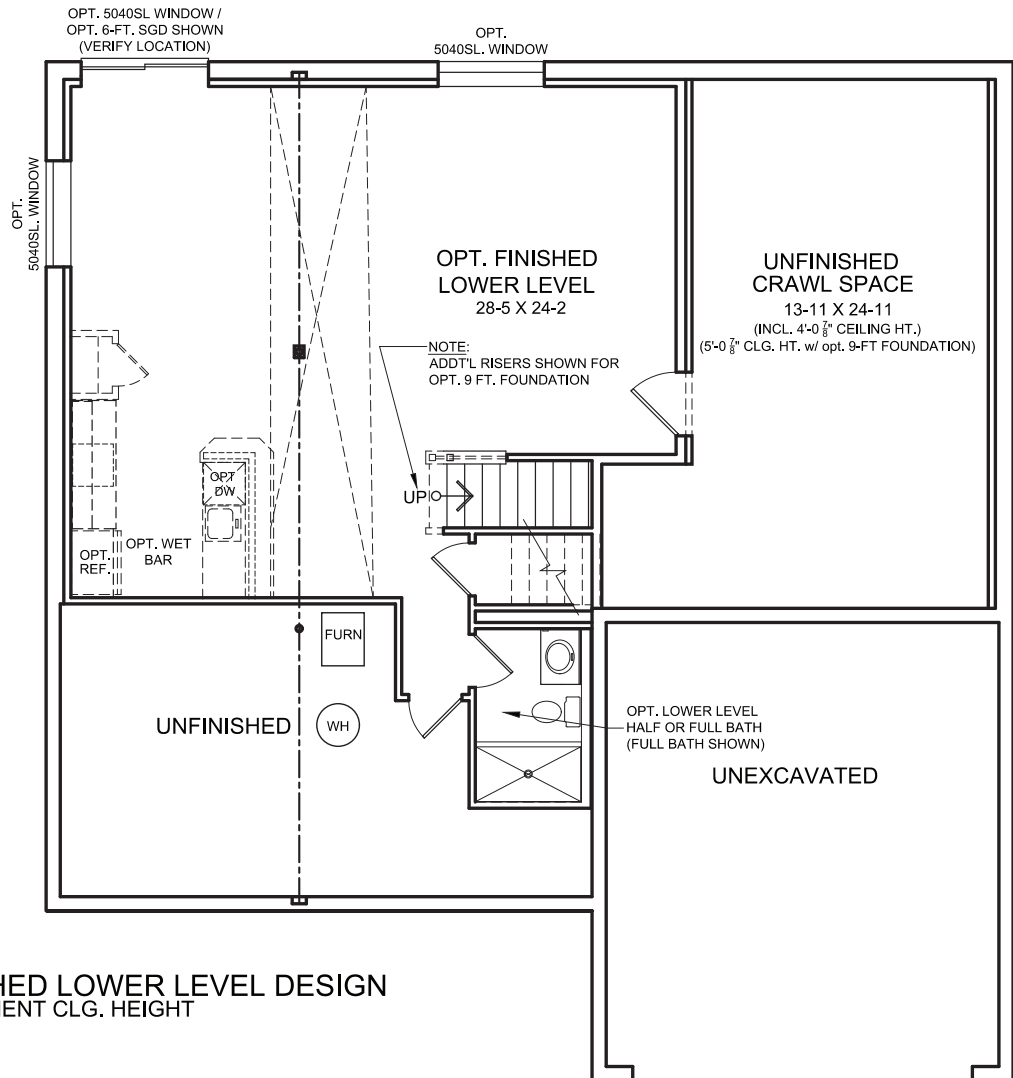 OPT. 5040SL WINDOW /
OPT. 6-FT. SGD SHOWN
(VERIFY LOCATION)
OPT.
5040SL. WINDOW
OPT.
5040SL. WINDOW
OPT. FINISHED
LOWER LEVEL
28-5 X 24-2
UNFINISHED
CRAWL SPACE
13-11 X 24-11
(INCL. 4'-0 7/8" CEILING HT.)
(5'-0 7/8" CLG. HT. w/ opt. 9-FT FOUNDATION)
NOTE:
ADDT'L RISERS SHOWN FOR
OPT. 9 FT. FOUNDATION
UP
OPT
DW
OPT. WET
BAR
OPT.
REF.
FURN
UNFINISHED
WH
OPT. LOWER LEVEL
HALF OR FULL BATH
(FULL BATH SHOWN)
UNEXCAVATED
HED LOWER LEVEL DESIGN
ENT CLG. HEIGHT